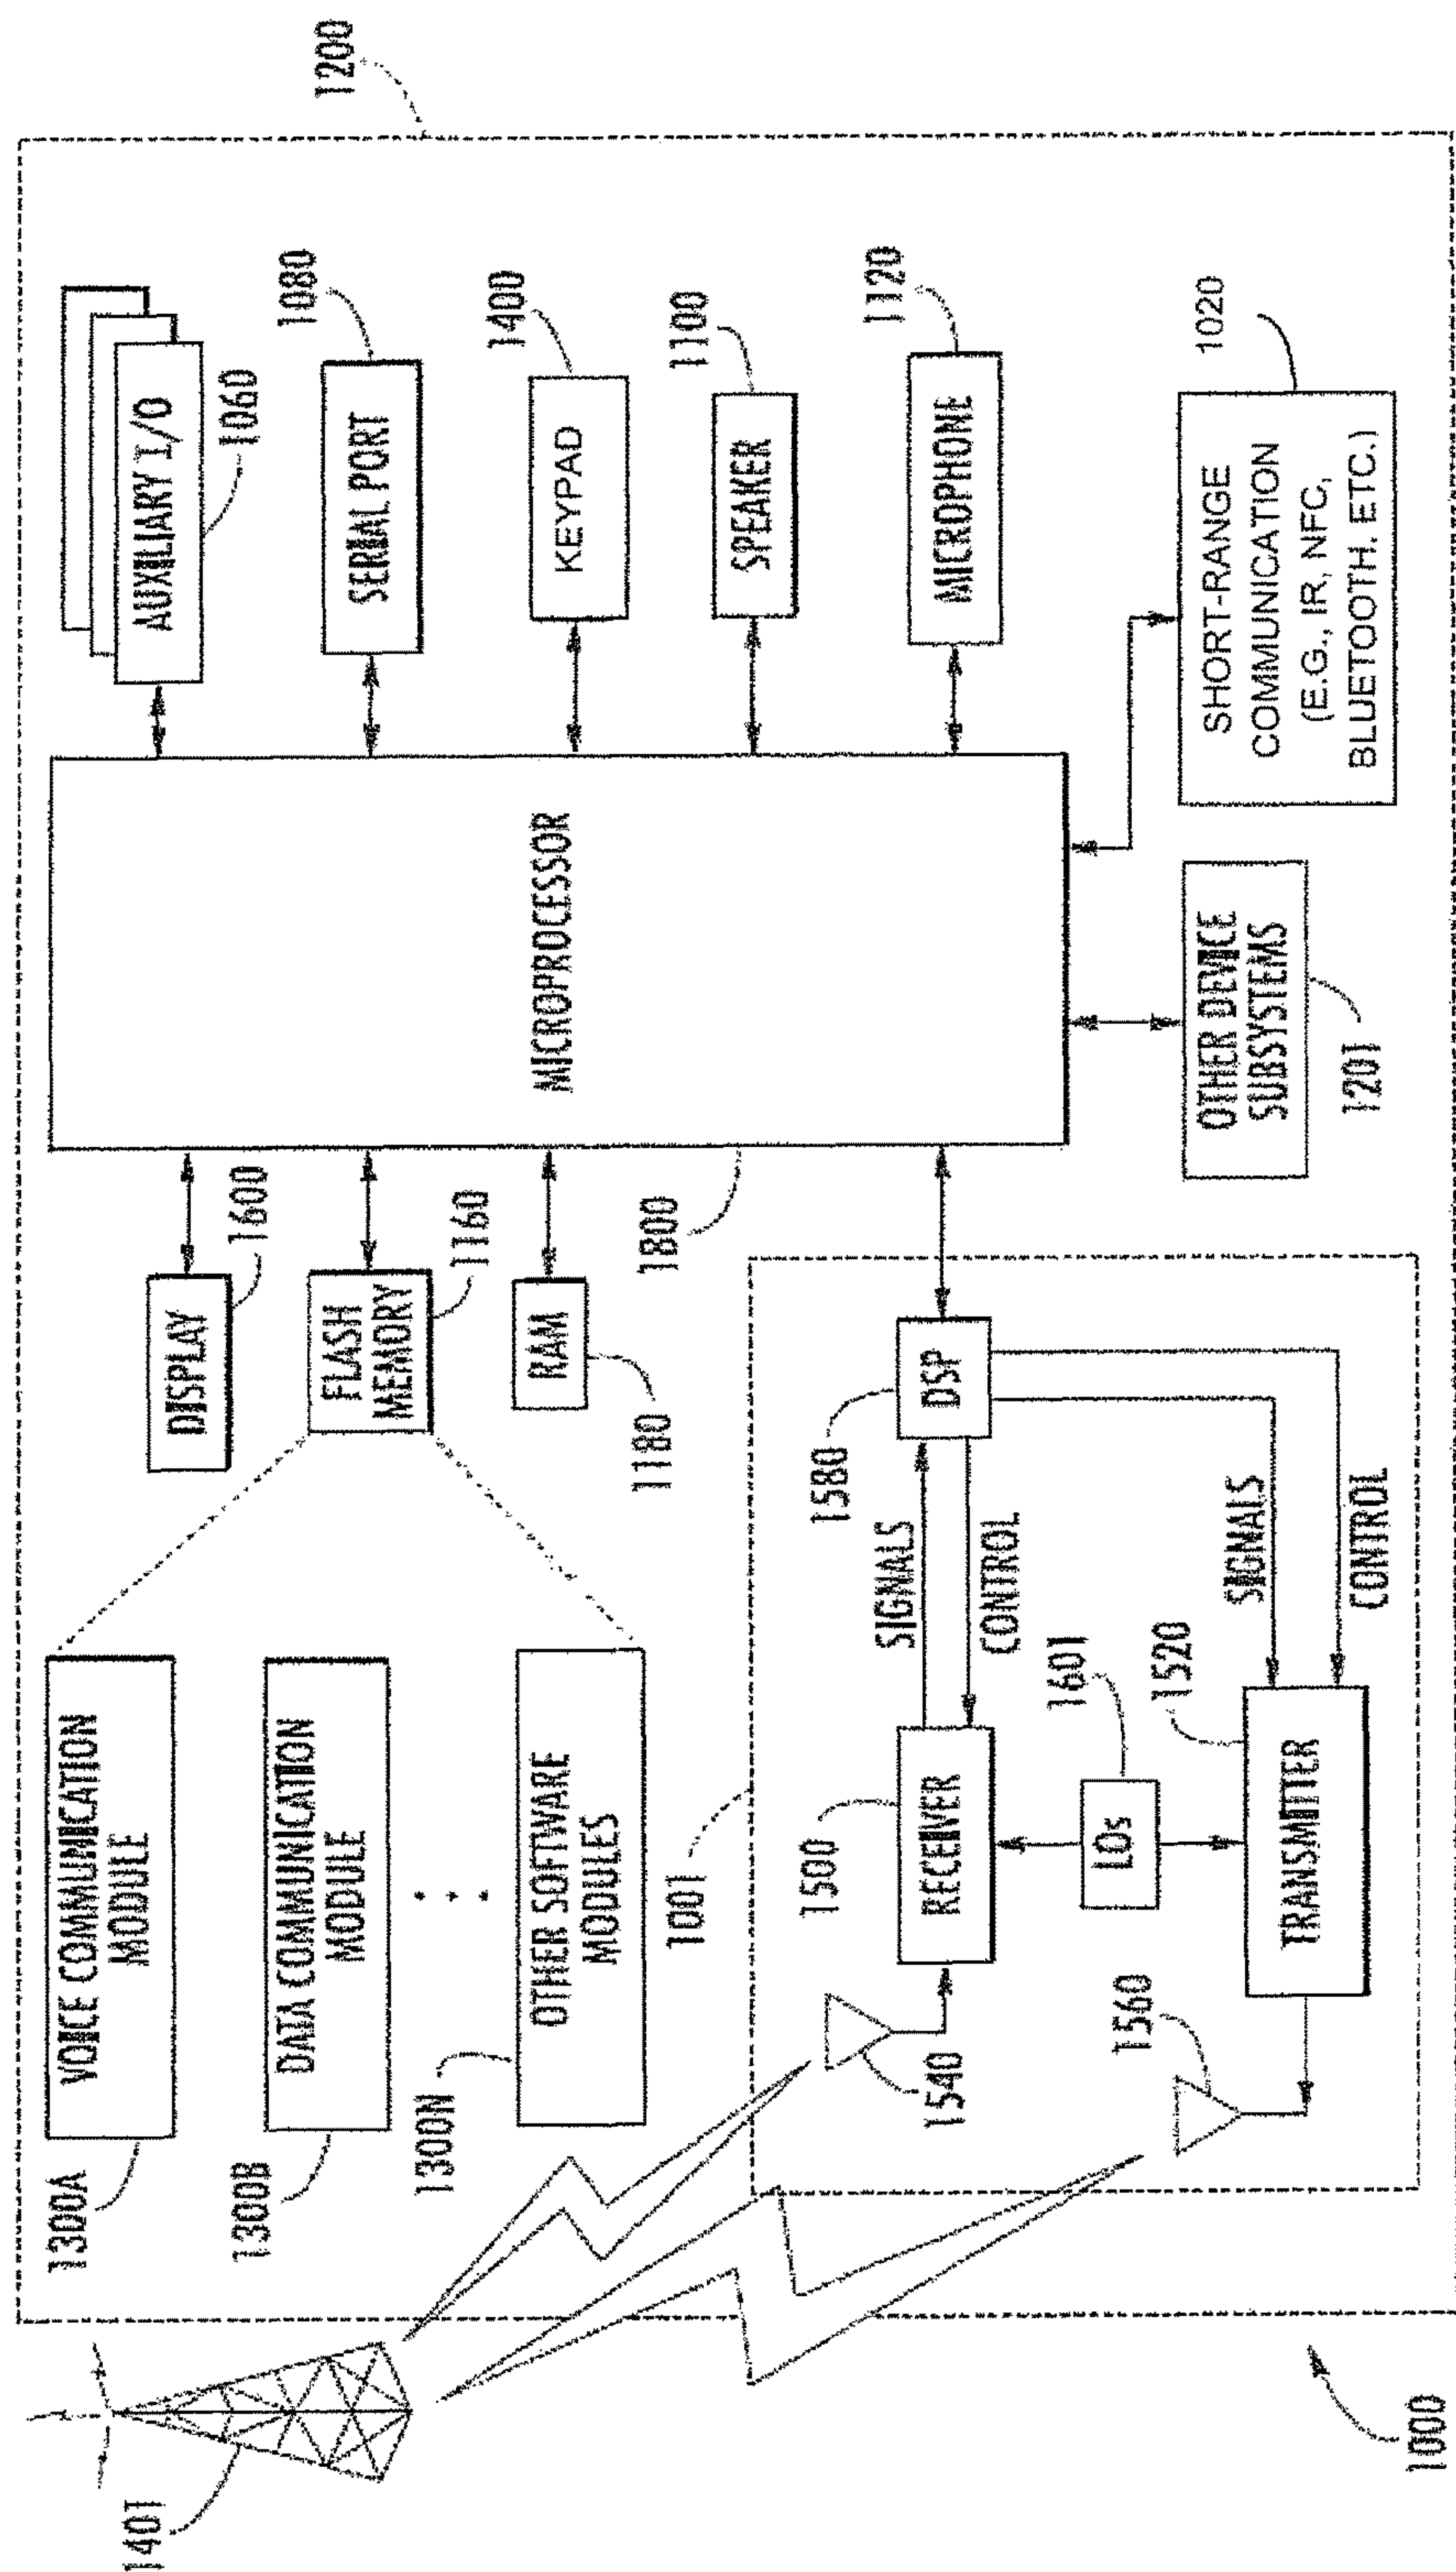 1401
1300A
VOICE COMMUNICATION
MODULE
1300B
DATA COMMUNICATION
MODULE
1300N
OTHER SOFTWARE
MODULES
DISPLAY
1600
FLASH
MEMORY
1160
RAM
1180
1800
MICROPROCESSOR
AUXILIARY I/O
1060
SERIAL PORT
1080
KEYPAD
1400
SPEAKER
1100
MICROPHONE
1120
1200
1001
1500
RECEIVER
1540
SIGNALS
CONTROL
1580
DSP
LOs
1601
1560
TRANSMITTER
1520
SIGNALS
CONTROL
OTHER DEVICE
SUBSYSTEMS
1201
SHORT-RANGE
COMMUNICATION
(E.G., IR, NFC,
BLUETOOTH. ETC.)
1020
1000